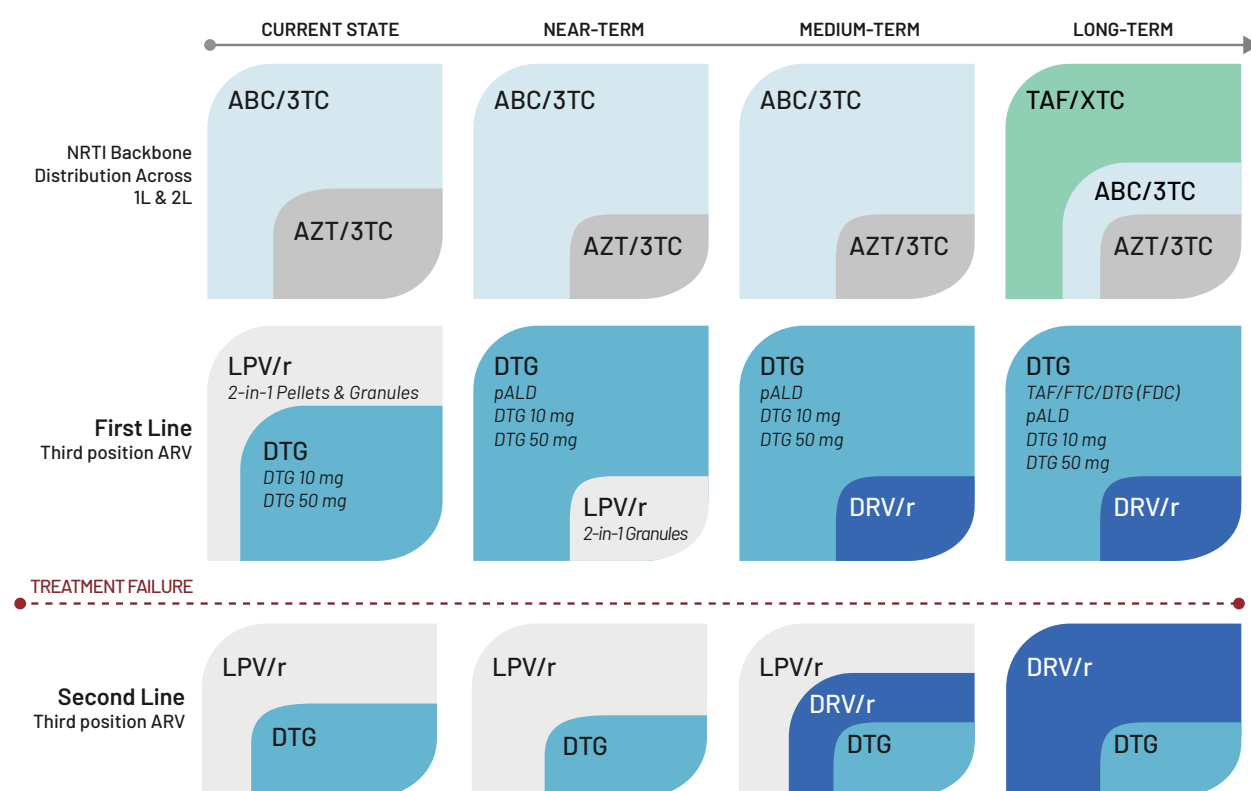 CURRENT STATE
NEAR-TERM
MEDIUM-TERM
LONG-TERM
NRTI Backbone
Distribution Across
1L & 2L
ABC/3TC
AZT/3TC
ABC/3TC
AZT/3TC
ABC/3TC
AZT/3TC
TAF/XTC
ABC/3TC
AZT/3TC
First Line
Third position ARV
LPV/r
2-in-1 Pellets & Granules
DTG
DTG 10 mg
DTG 50 mg
DTG
pALD
DTG 10 mg
DTG 50 mg
LPV/r
2-in-1 Granules
DTG
pALD
DTG 10 mg
DTG 50 mg
DRV/r
DTG
TAF/FTC/DTG (FDC)
pALD
DTG 10 mg
DTG 50 mg
DRV/r
TREATMENT FAILURE
Second Line
Third position ARV
LPV/r
DTG
LPV/r
DTG
LPV/r
DRV/r
DTG
DRV/r
DTG